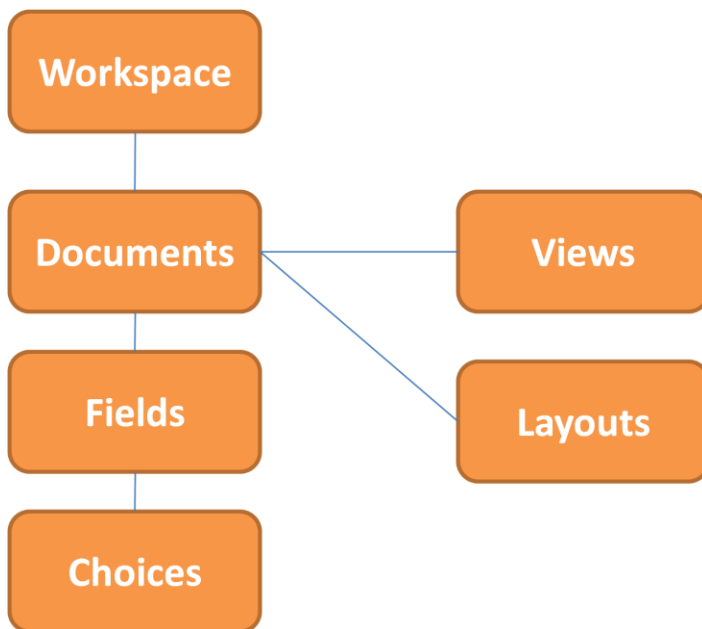 Workspace
Documents
Views
Fields
Layouts
Choices